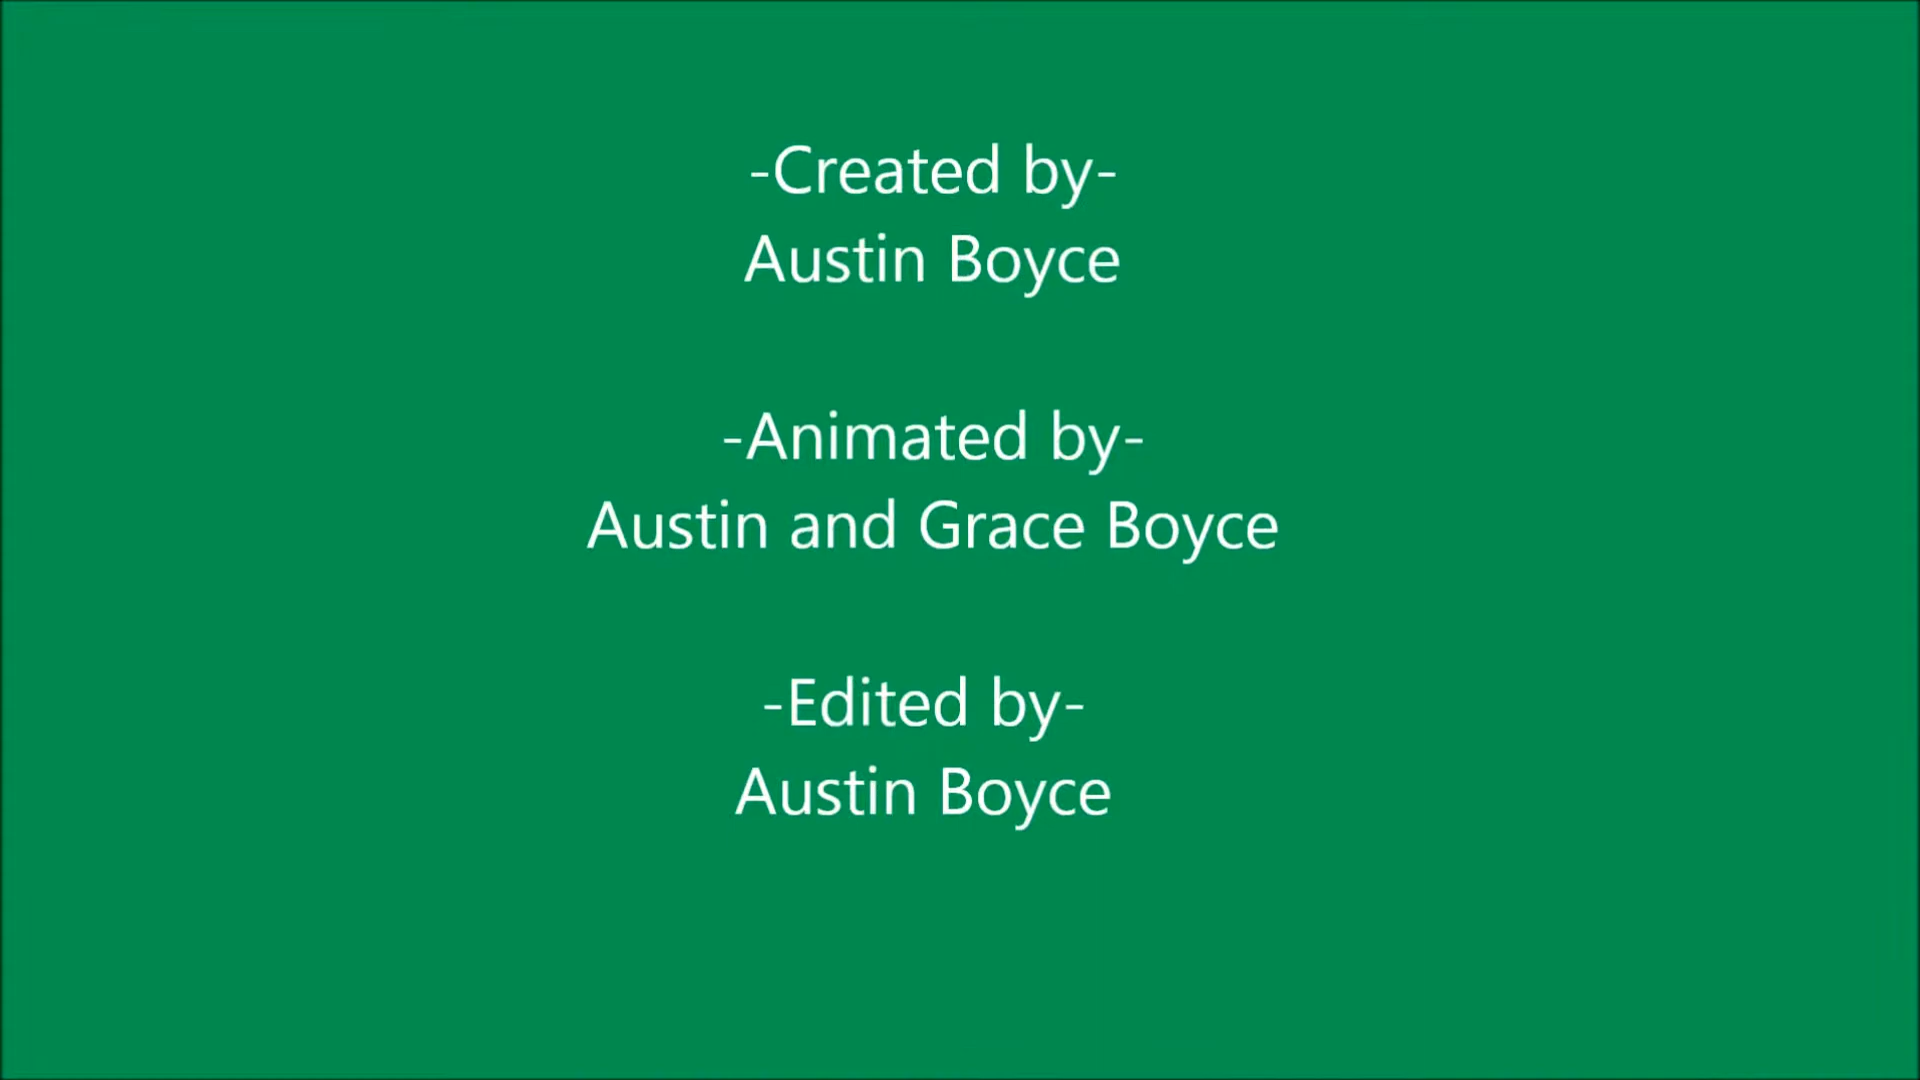 -Created by-
Austin Boyce
-Animated by-
Austin and Grace Boyce
-Edited by-
Austin Boyce